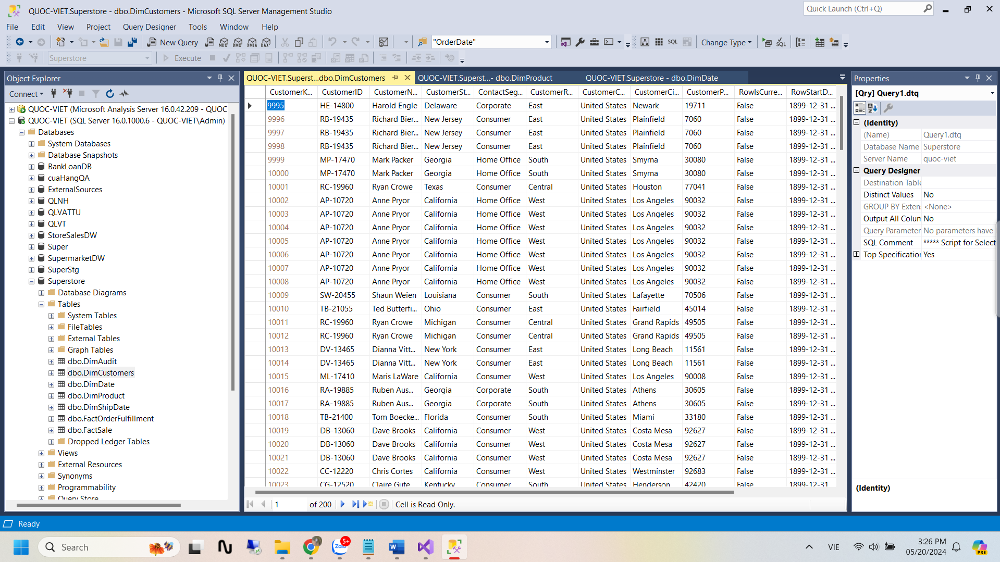 QUOC-VIET.Superstore - dbo.DimCustomers - Microsoft SQL Server Management Studio
Quick Launch (Ctrl+Q)
File Edit View Project Query Designer Tools Window Help
New Query MDX DMX XMLA DAX "OrderDate" SQL Change Type SQL
Superstore Execute
Object Explorer
Connect
QUOC-VIET (Microsoft Analysis Server 16.0.42.209 - QUOC
QUOC-VIET (SQL Server 16.0.1000.6 - QUOC-VIET\Admin)
Databases
System Databases
Database Snapshots
BankLoanDB
cuaHangQA
ExternalSources
QLNH
QLVATTU
QLVT
StoreSalesDW
Super
SupermarketDW
SuperStg
Superstore
Database Diagrams
Tables
System Tables
FileTables
External Tables
Graph Tables
dbo.DimAudit
dbo.DimCustomers
dbo.DimDate
dbo.DimProduct
dbo.DimShipDate
dbo.FactOrderFulfillment
dbo.FactSale
Dropped Ledger Tables
Views
External Resources
Synonyms
Programmability
Query Store
QUOC-VIET.Superst...dbo.DimCustomers QUOC-VIET.Superst...- dbo.DimProduct QUOC-VIET.Superstore - dbo.DimDate
CustomerK... CustomerID CustomerN... CustomerSt... ContactSeg... CustomerR... CustomerC... CustomerCi... CustomerP... RowIsCurre... RowStartD...
9995 HE-14800 Harold Engle Delaware Corporate East United States Newark 19711 False 1899-12-31 ...
9996 RB-19435 Richard Bier... New Jersey Consumer East United States Plainfield 7060 False 1899-12-31 ...
9997 RB-19435 Richard Bier... New Jersey Consumer East United States Plainfield 7060 False 1899-12-31 ...
9998 RB-19435 Richard Bier... New Jersey Consumer East United States Plainfield 7060 False 1899-12-31 ...
9999 MP-17470 Mark Packer Georgia Home Office South United States Smyrna 30080 False 1899-12-31 ...
10000 MP-17470 Mark Packer Georgia Home Office South United States Smyrna 30080 False 1899-12-31 ...
10001 RC-19960 Ryan Crowe Texas Consumer Central United States Houston 77041 False 1899-12-31 ...
10002 AP-10720 Anne Pryor California Home Office West United States Los Angeles 90032 False 1899-12-31 ...
10003 AP-10720 Anne Pryor California Home Office West United States Los Angeles 90032 False 1899-12-31 ...
10004 AP-10720 Anne Pryor California Home Office West United States Los Angeles 90032 False 1899-12-31 ...
10005 AP-10720 Anne Pryor California Home Office West United States Los Angeles 90032 False 1899-12-31 ...
10006 AP-10720 Anne Pryor California Home Office West United States Los Angeles 90032 False 1899-12-31 ...
10007 AP-10720 Anne Pryor California Home Office West United States Los Angeles 90032 False 1899-12-31 ...
10008 AP-10720 Anne Pryor California Home Office West United States Los Angeles 90032 False 1899-12-31 ...
10009 SW-20455 Shaun Weien Louisiana Consumer South United States Lafayette 70506 False 1899-12-31 ...
10010 TB-21055 Ted Butterfi... Ohio Consumer East United States Fairfield 45014 False 1899-12-31 ...
10011 RC-19960 Ryan Crowe Michigan Consumer Central United States Grand Rapids 49505 False 1899-12-31 ...
10012 RC-19960 Ryan Crowe Michigan Consumer Central United States Grand Rapids 49505 False 1899-12-31 ...
10013 DV-13465 Dianna Vitt... New York Consumer East United States Long Beach 11561 False 1899-12-31 ...
10014 DV-13465 Dianna Vitt... New York Consumer East United States Long Beach 11561 False 1899-12-31 ...
10015 ML-17410 Maris LaWare California Consumer West United States Los Angeles 90008 False 1899-12-31 ...
10016 RA-19885 Ruben Aus... Georgia Corporate South United States Athens 30605 False 1899-12-31 ...
10017 RA-19885 Ruben Aus... Georgia Corporate South United States Athens 30605 False 1899-12-31 ...
10018 TB-21400 Tom Boecke... Florida Consumer South United States Miami 33180 False 1899-12-31 ...
10019 DB-13060 Dave Brooks California Consumer West United States Costa Mesa 92627 False 1899-12-31 ...
10020 DB-13060 Dave Brooks California Consumer West United States Costa Mesa 92627 False 1899-12-31 ...
10021 DB-13060 Dave Brooks California Consumer West United States Costa Mesa 92627 False 1899-12-31 ...
10022 CC-12220 Chris Cortes California Consumer West United States Westminster 92683 False 1899-12-31 ...
10023 CG-12520 Claire Gute Kentucky Consumer South United States Henderson 42420 False 1899-12-31 ...
1 of 200 Cell is Read Only.
Properties
[Qry] Query1.dtq
(Identity)
(Name) Query1.dtq
Database Name Superstore
Server Name quoc-viet
Query Designer
Destination Table
Distinct Values No
GROUP BY Exten <None>
Output All Colum No
Query Parameter No parameters have
SQL Comment ***** Script for Select
Top Specification Yes
(Identity)
Ready
Search
Zalo 5+
VIE
3:26 PM
05/20/2024
PRE